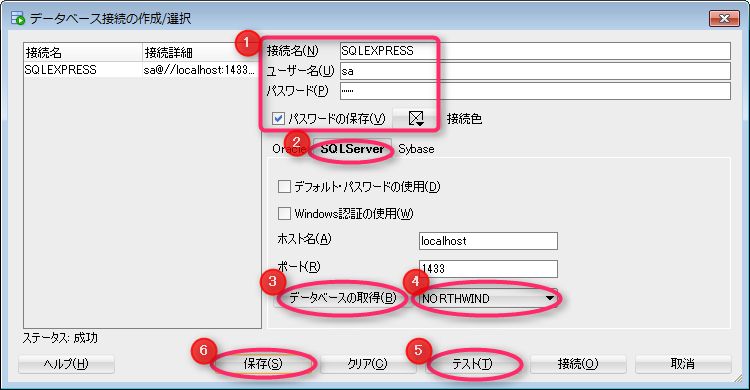 データベース接続の作成/選択
接続名 接続詳細
SQLEXPRESS sa@//localhost:1433...
1
接続名(N) SQLEXPRESS
ユーザー名(U) sa
パスワード(P) ······
パスワードの保存(V) 接続色
2
Oracle SQLServer Sybase
デフォルト・パスワードの使用(D)
Windows認証の使用(W)
ホスト名(A) localhost
ポート(R) 1433
3 4
データベースの取得(B) NORTHWIND
ステータス: 成功
6 5
ヘルプ(H) 保存(S) クリア(C) テスト(T) 接続(O) 取消